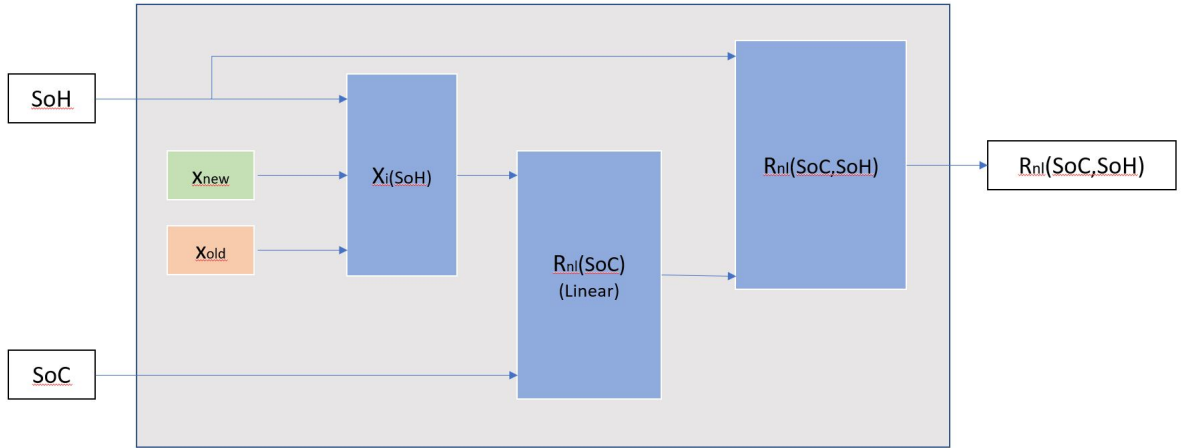 SoH
SoC
Xnew
Xold
Xi(SoH)
Rnl(SoC)
(Linear)
Rnl(SoC,SoH)
Rnl(SoC,SoH)